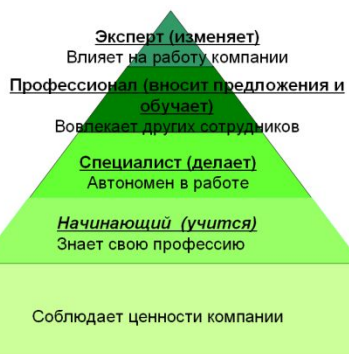 Эксперт (изменяет)
Влияет на работу компании
Профессионал (вносит предложения и
обучает)
Вовлекает других сотрудников
Специалист (делает)
Автономен в работе
Начинающий (учится)
Знает свою профессию
Соблюдает ценности компании